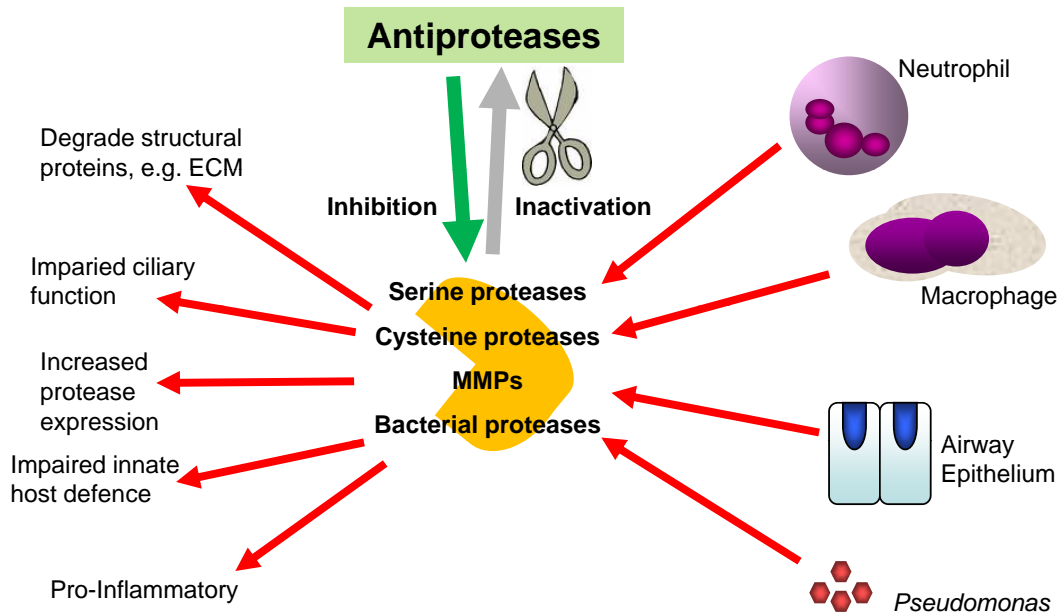 Antiproteases
Neutrophil
Degrade structural
proteins, e.g. ECM
Inhibition
Inactivation
Imparied ciliary
function
Serine proteases
Macrophage
Cysteine proteases
Increased
protease
expression
MMPs
Bacterial proteases
Airway
Epithelium
Impaired innate
host defence
Pro-Inflammatory
Pseudomonas